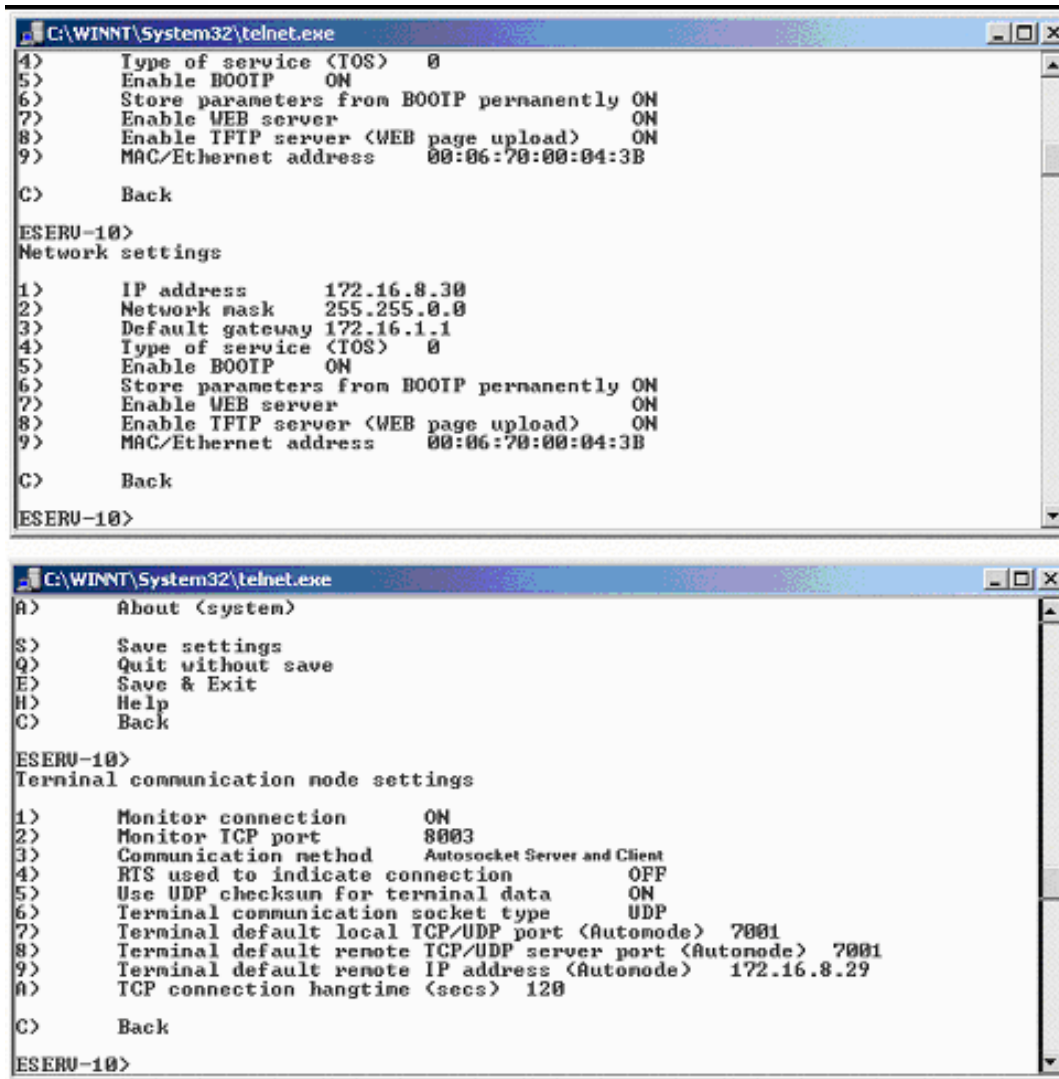 C:\WINNT\System32\telnet.exe
4> Type of service (TOS) 0
5> Enable BOOTP ON
6> Store parameters from BOOTP permanently ON
7> Enable WEB server ON
8> Enable TFTP server (WEB page upload) ON
9> MAC/Ethernet address 00:06:70:00:04:3B
C> Back
ESERV-10>
Network settings
1> IP address 172.16.8.30
2> Network mask 255.255.0.0
3> Default gateway 172.16.1.1
4> Type of service (TOS) 0
5> Enable BOOTP ON
6> Store parameters from BOOTP permanently ON
7> Enable WEB server ON
8> Enable TFTP server (WEB page upload) ON
9> MAC/Ethernet address 00:06:70:00:04:3B
C> Back
ESERV-10>
C:\WINNT\System32\telnet.exe
A> About (system)
S> Save settings
Q> Quit without save
E> Save & Exit
H> Help
C> Back
ESERV-10>
Terminal communication mode settings
1> Monitor connection ON
2> Monitor TCP port 8003
3> Communication method Autosocket Server and Client
4> RTS used to indicate connection OFF
5> Use UDP checksum for terminal data ON
6> Terminal communication socket type UDP
7> Terminal default local TCP/UDP port (Automode) 7001
8> Terminal default remote TCP/UDP server port (Automode) 7001
9> Terminal default remote IP address (Automode) 172.16.8.29
A> TCP connection hangtime (secs) 120
C> Back
ESERV-10>